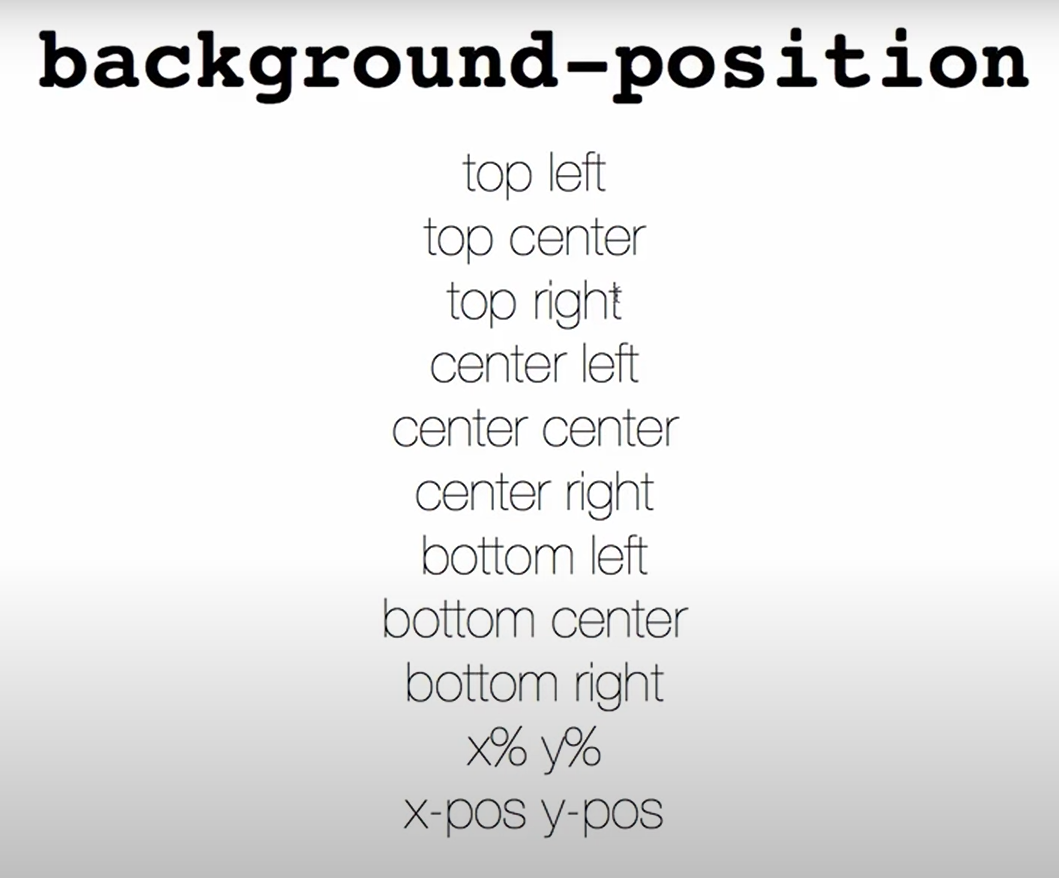 background-position
top left
top center
top right
center left
center center
center right
bottom left
bottom center
bottom right
x% y%
x-pos y-pos